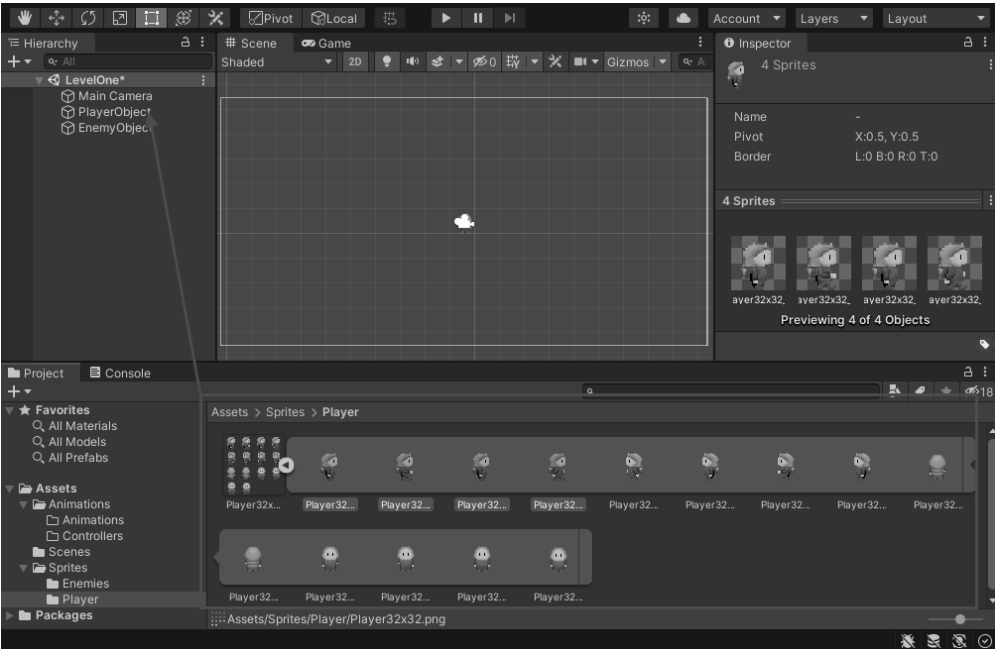 Pivot Local Account Layers Layout
Hierarchy
All
LevelOne*
Main Camera
PlayerObject
EnemyObject
Scene Game
Shaded 2D 0 Gizmos A
Inspector
4 Sprites
Name -
Pivot X:0.5, Y:0.5
Border L:0 B:0 R:0 T:0
4 Sprites
ayer32x32_ ayer32x32_ ayer32x32_ ayer32x32_
Previewing 4 of 4 Objects
Project Console
18
Favorites
All Materials
All Models
All Prefabs
Assets
Animations
Animations
Controllers
Scenes
Sprites
Enemies
Player
Packages
Assets > Sprites > Player
Player32x... Player32... Player32... Player32... Player32... Player32... Player32... Player32... Player32... Player32...
Player32... Player32... Player32... Player32... Player32...
Assets/Sprites/Player/Player32x32.png